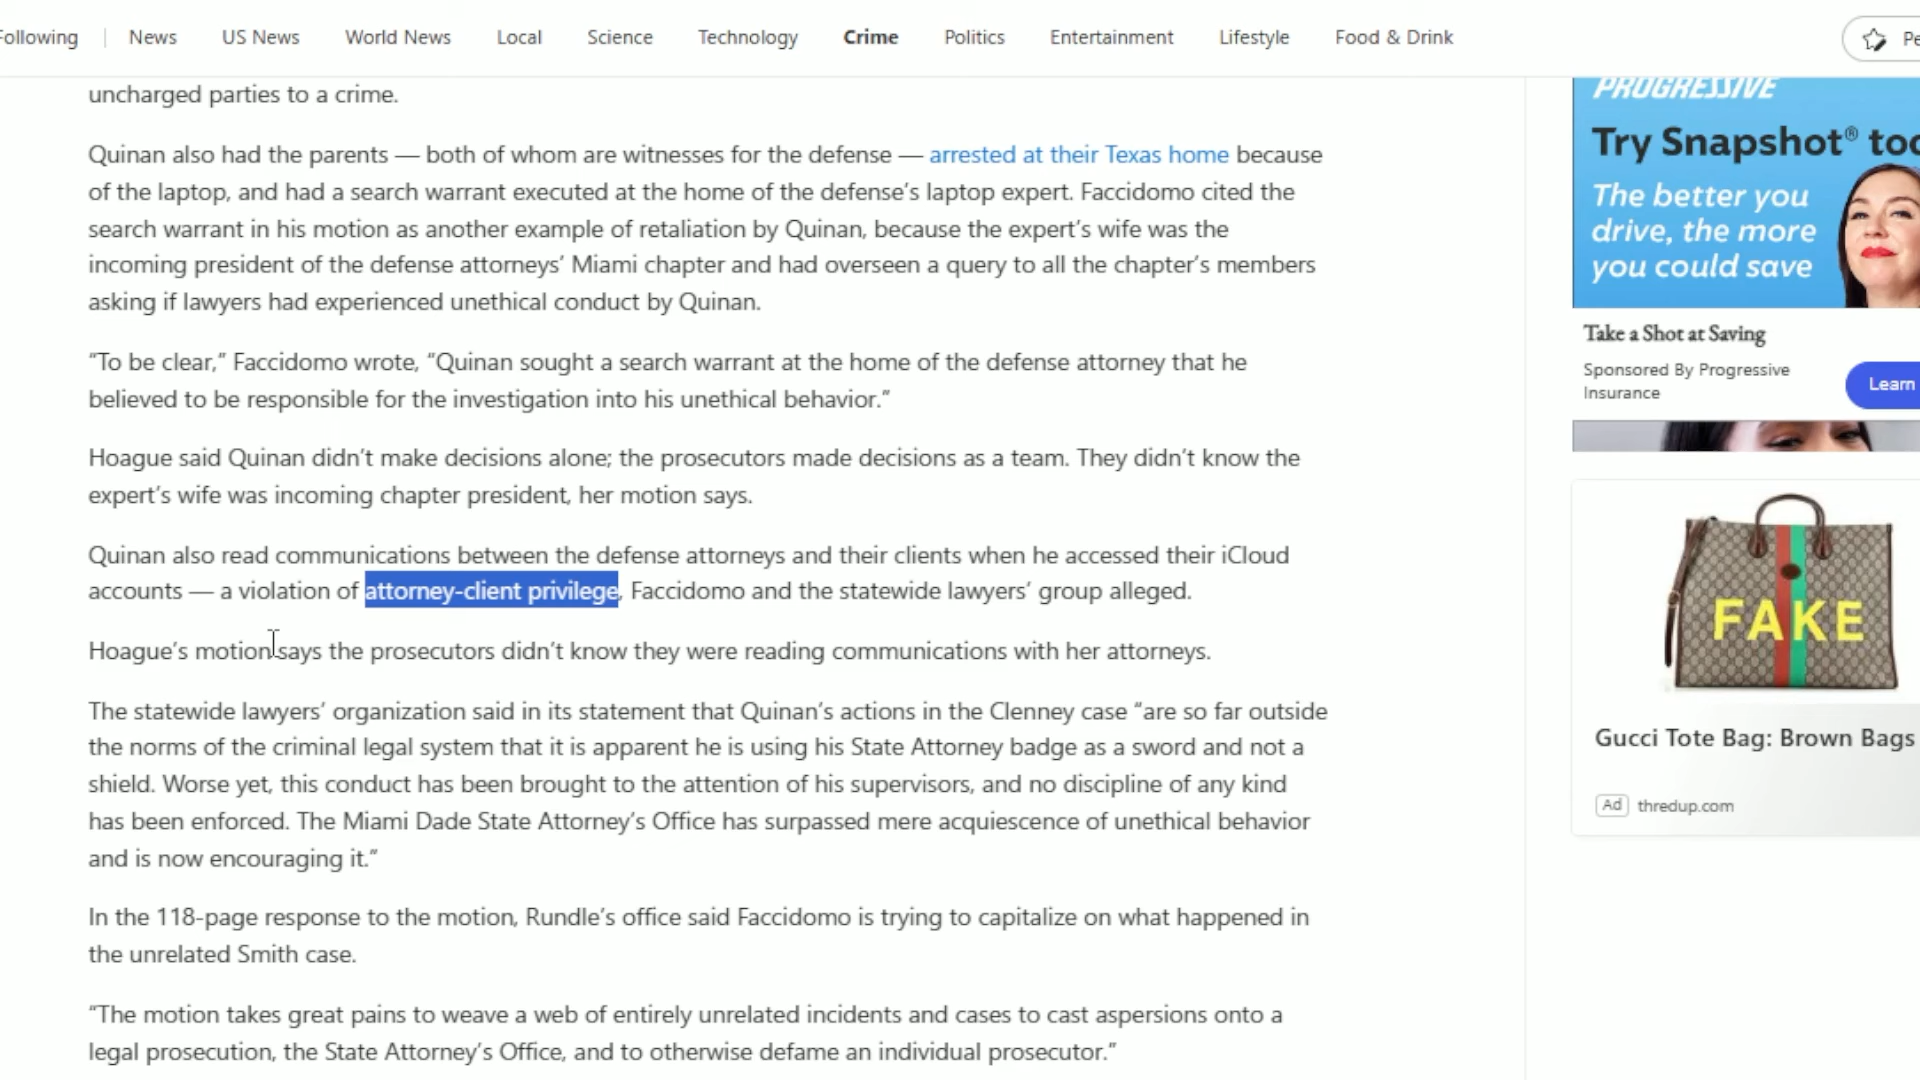 Following | News US News World News Local Science Technology Crime Politics Entertainment Lifestyle Food & Drink
uncharged parties to a crime.
Quinan also had the parents — both of whom are witnesses for the defense — arrested at their Texas home because
of the laptop, and had a search warrant executed at the home of the defense’s laptop expert. Faccidomo cited the
search warrant in his motion as another example of retaliation by Quinan, because the expert’s wife was the
incoming president of the defense attorneys’ Miami chapter and had overseen a query to all the chapter’s members
asking if lawyers had experienced unethical conduct by Quinan.
“To be clear,” Faccidomo wrote, “Quinan sought a search warrant at the home of the defense attorney that he
believed to be responsible for the investigation into his unethical behavior.”
Hoague said Quinan didn’t make decisions alone; the prosecutors made decisions as a team. They didn’t know the
expert’s wife was incoming chapter president, her motion says.
Quinan also read communications between the defense attorneys and their clients when he accessed their iCloud
accounts — a violation of attorney-client privilege, Faccidomo and the statewide lawyers’ group alleged.
Hoague’s motion says the prosecutors didn’t know they were reading communications with her attorneys.
The statewide lawyers’ organization said in its statement that Quinan’s actions in the Clenney case “are so far outside
the norms of the criminal legal system that it is apparent he is using his State Attorney badge as a sword and not a
shield. Worse yet, this conduct has been brought to the attention of his supervisors, and no discipline of any kind
has been enforced. The Miami Dade State Attorney’s Office has surpassed mere acquiescence of unethical behavior
and is now encouraging it.”
In the 118-page response to the motion, Rundle’s office said Faccidomo is trying to capitalize on what happened in
the unrelated Smith case.
“The motion takes great pains to weave a web of entirely unrelated incidents and cases to cast aspersions onto a
legal prosecution, the State Attorney’s Office, and to otherwise defame an individual prosecutor.”
Pe
PROGRESSIVE
Try Snapshot® too
The better you
drive, the more
you could save
Take a Shot at Saving
Sponsored By Progressive
Insurance
Learn
FAKE
Gucci Tote Bag: Brown Bags
Ad thredup.com